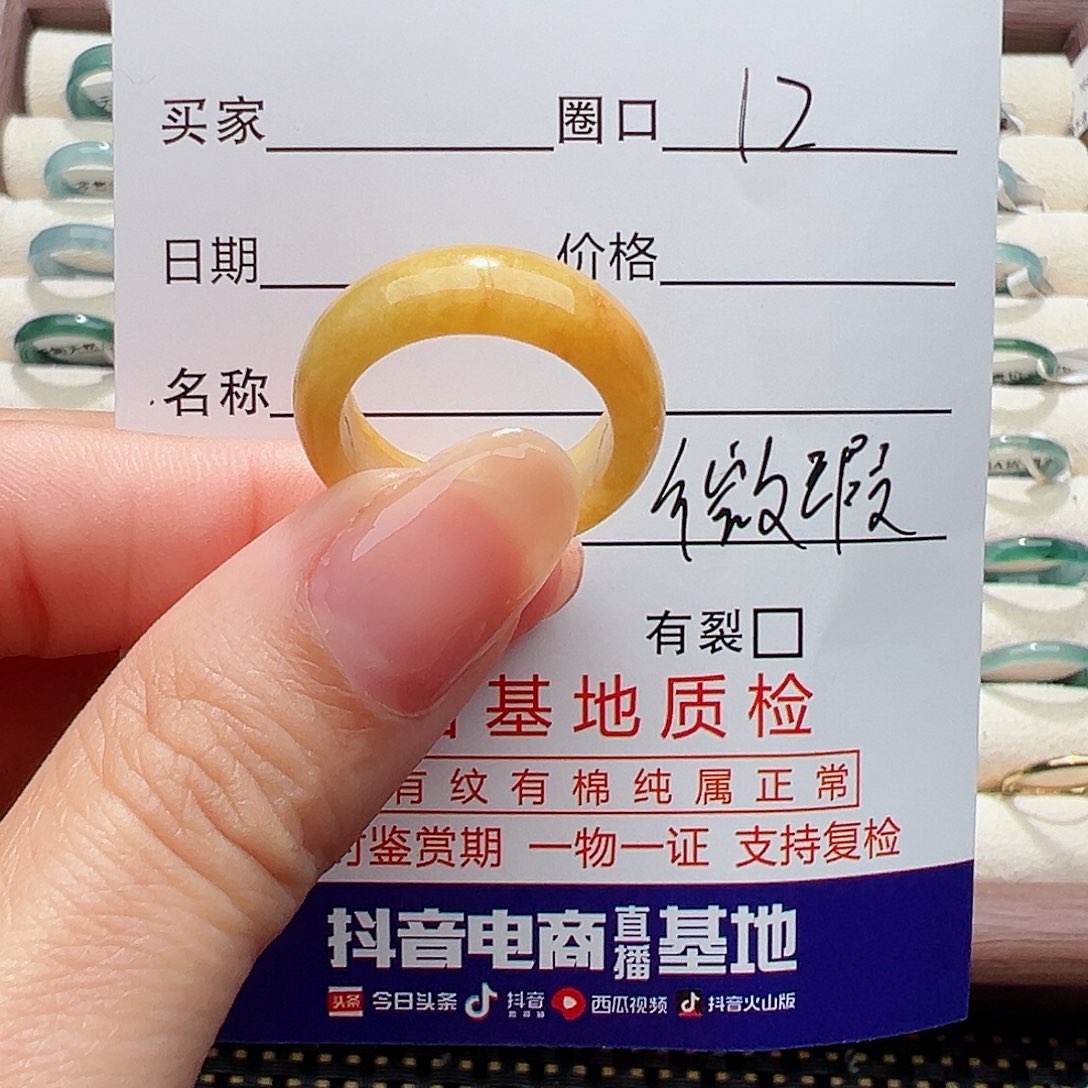 买家 圈口 12
日期 价格
名称
微瑕
有裂
基地质检
有纹有棉纯属正常
时鉴赏期 一物一证 支持复检
抖音电商直播基地
头条 今日头条 抖音 西瓜视频 抖音火山版